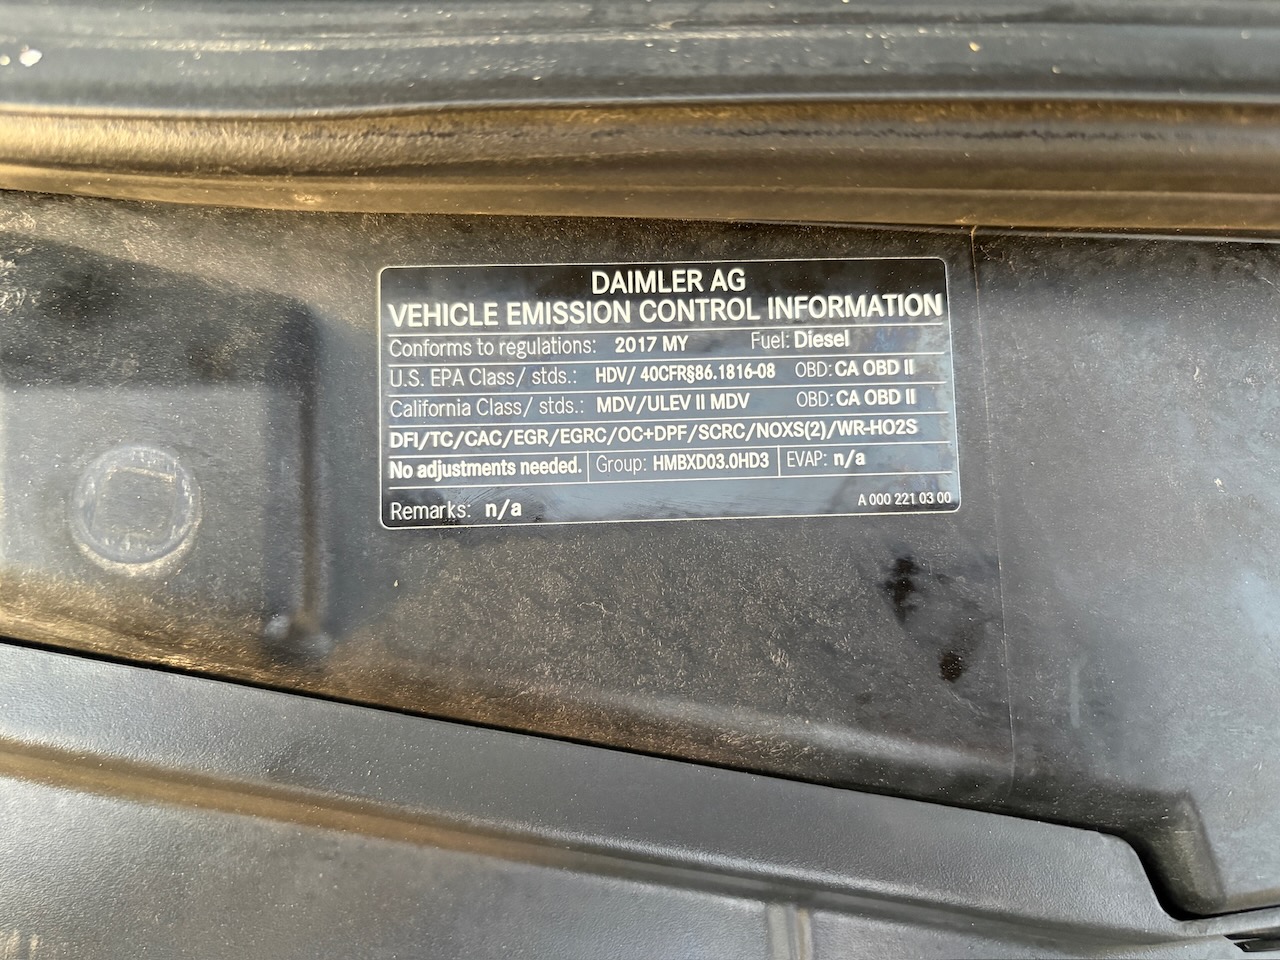 DAIMLER AG
VEHICLE EMISSION CONTROL INFORMATION
Conforms to regulations: 2017 MY Fuel: Diesel
U.S. EPA Class/ stds.: HDV/ 40CFR§86.1816-08 OBD: CA OBD II
California Class/ stds.: MDV/ULEV II MDV OBD: CA OBD II
DFI/TC/CAC/EGR/EGRC/OC+DPF/SCRC/NOXS(2)/WR-HO2S
No adjustments needed. Group: HMBXD03.0HD3 EVAP: n/a
Remarks: n/a A 000 221 03 00